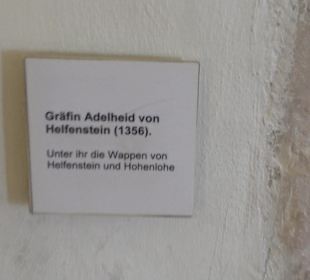 Gräfin Adelheid von
Helfenstein (1356).
Unter ihr die Wappen von
Helfenstein und Hohenlohe